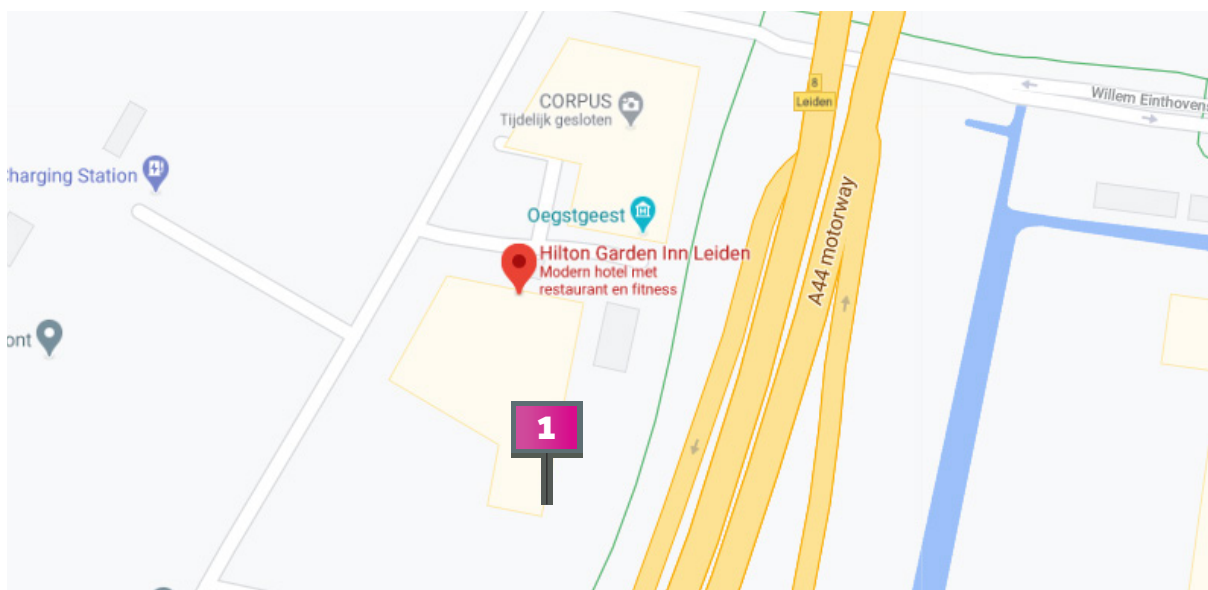 CORPUS
Tijdelijk gesloten
8
Leiden
Willem Einthovens
harging Station
Oegstgeest
Hilton Garden Inn Leiden
Modern hotel met
restaurant en fitness
A44 motorway
ont
1